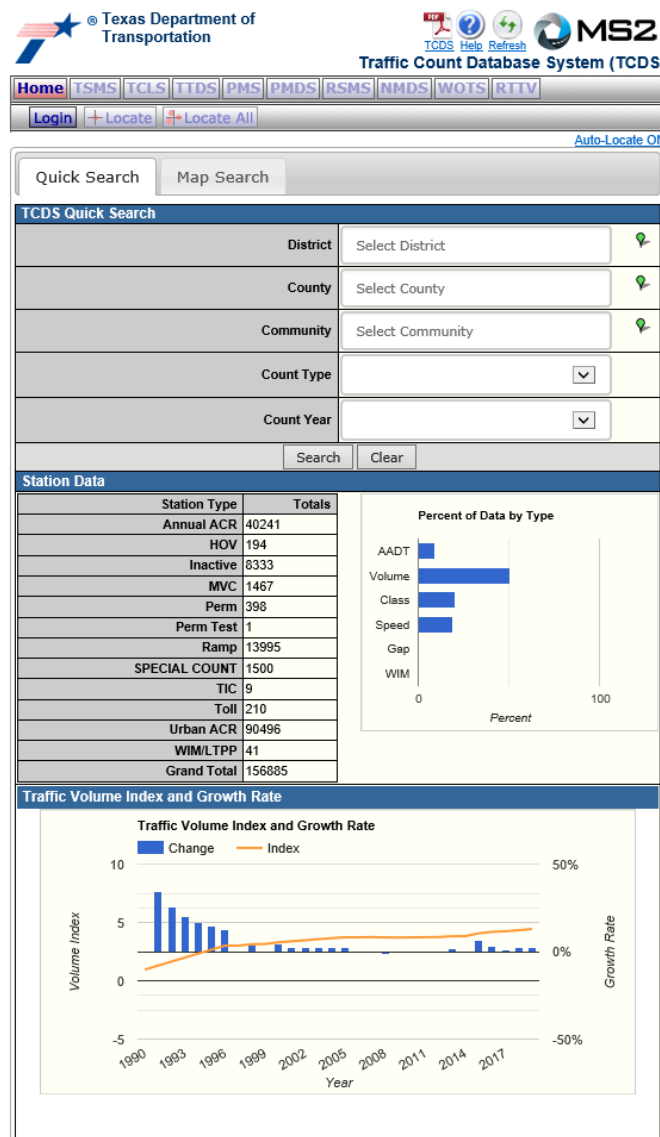 ® Texas Department of
Transportation
PDF
TCDS Help Refresh
MS2
Traffic Count Database System (TCDS
Home TSMS TCLS TTDS PMS PMDS RSMS NMDS WOTS RTTV
Login Locate Locate All
Auto-Locate
Quick Search Map Search
TCDS Quick Search
District Select District
County Select County
Community Select Community
Count Type
Count Year
Search Clear
Station Data
Station Type Totals
Annual ACR 40241
HOV 194
Inactive 8333
MVC 1467
Perm 398
Perm Test 1
Ramp 13995
SPECIAL COUNT 1500
TIC 9
Toll 210
Urban ACR 90496
WIM/LTPP 41
Grand Total 156885
Percent of Data by Type
AADT
Volume
Class
Speed
Gap
WIM
0 100
Percent
Traffic Volume Index and Growth Rate
Traffic Volume Index and Growth Rate
Change Index
10 50%
5
0% 
0
-5 -50%
Volume Index
Growth Rate
1990 1993 1996 1999 2002 2005 2008 2011 2014 2017
Year